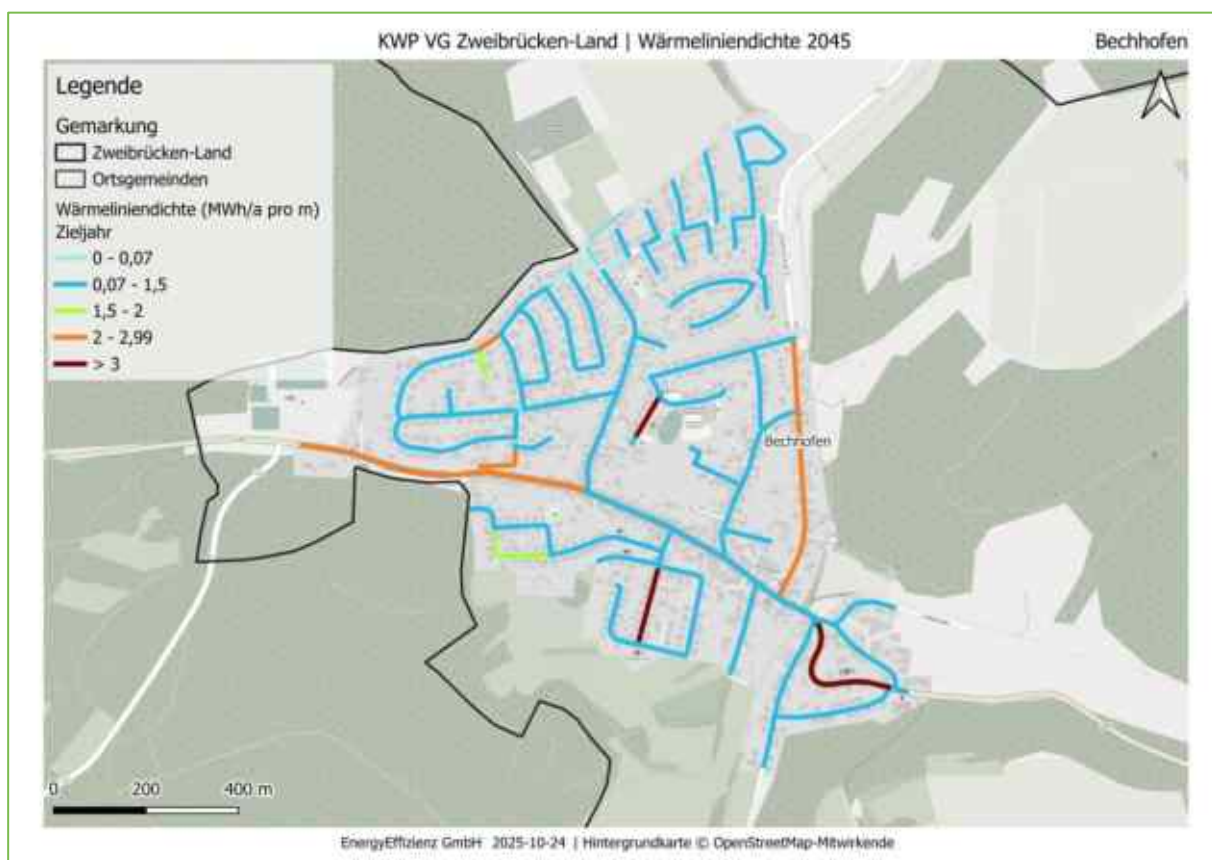 KWP VG Zweibrücken-Land | Wärmeliniendichte 2045
Bechhofen
Legende
Gemarkung
Zweibrücken-Land
Ortsgemeinden
Wärmeliniendichte (MWh/a pro m)
Zieljahr
0 - 0,07
0,07 - 1,5
1,5 - 2
2 - 2,99
> 3
Bechhofen
0 200 400 m
EnergyEffizienz GmbH 2025-10-24 | Hintergrundkarte © OpenStreetMap-Mitwirkende